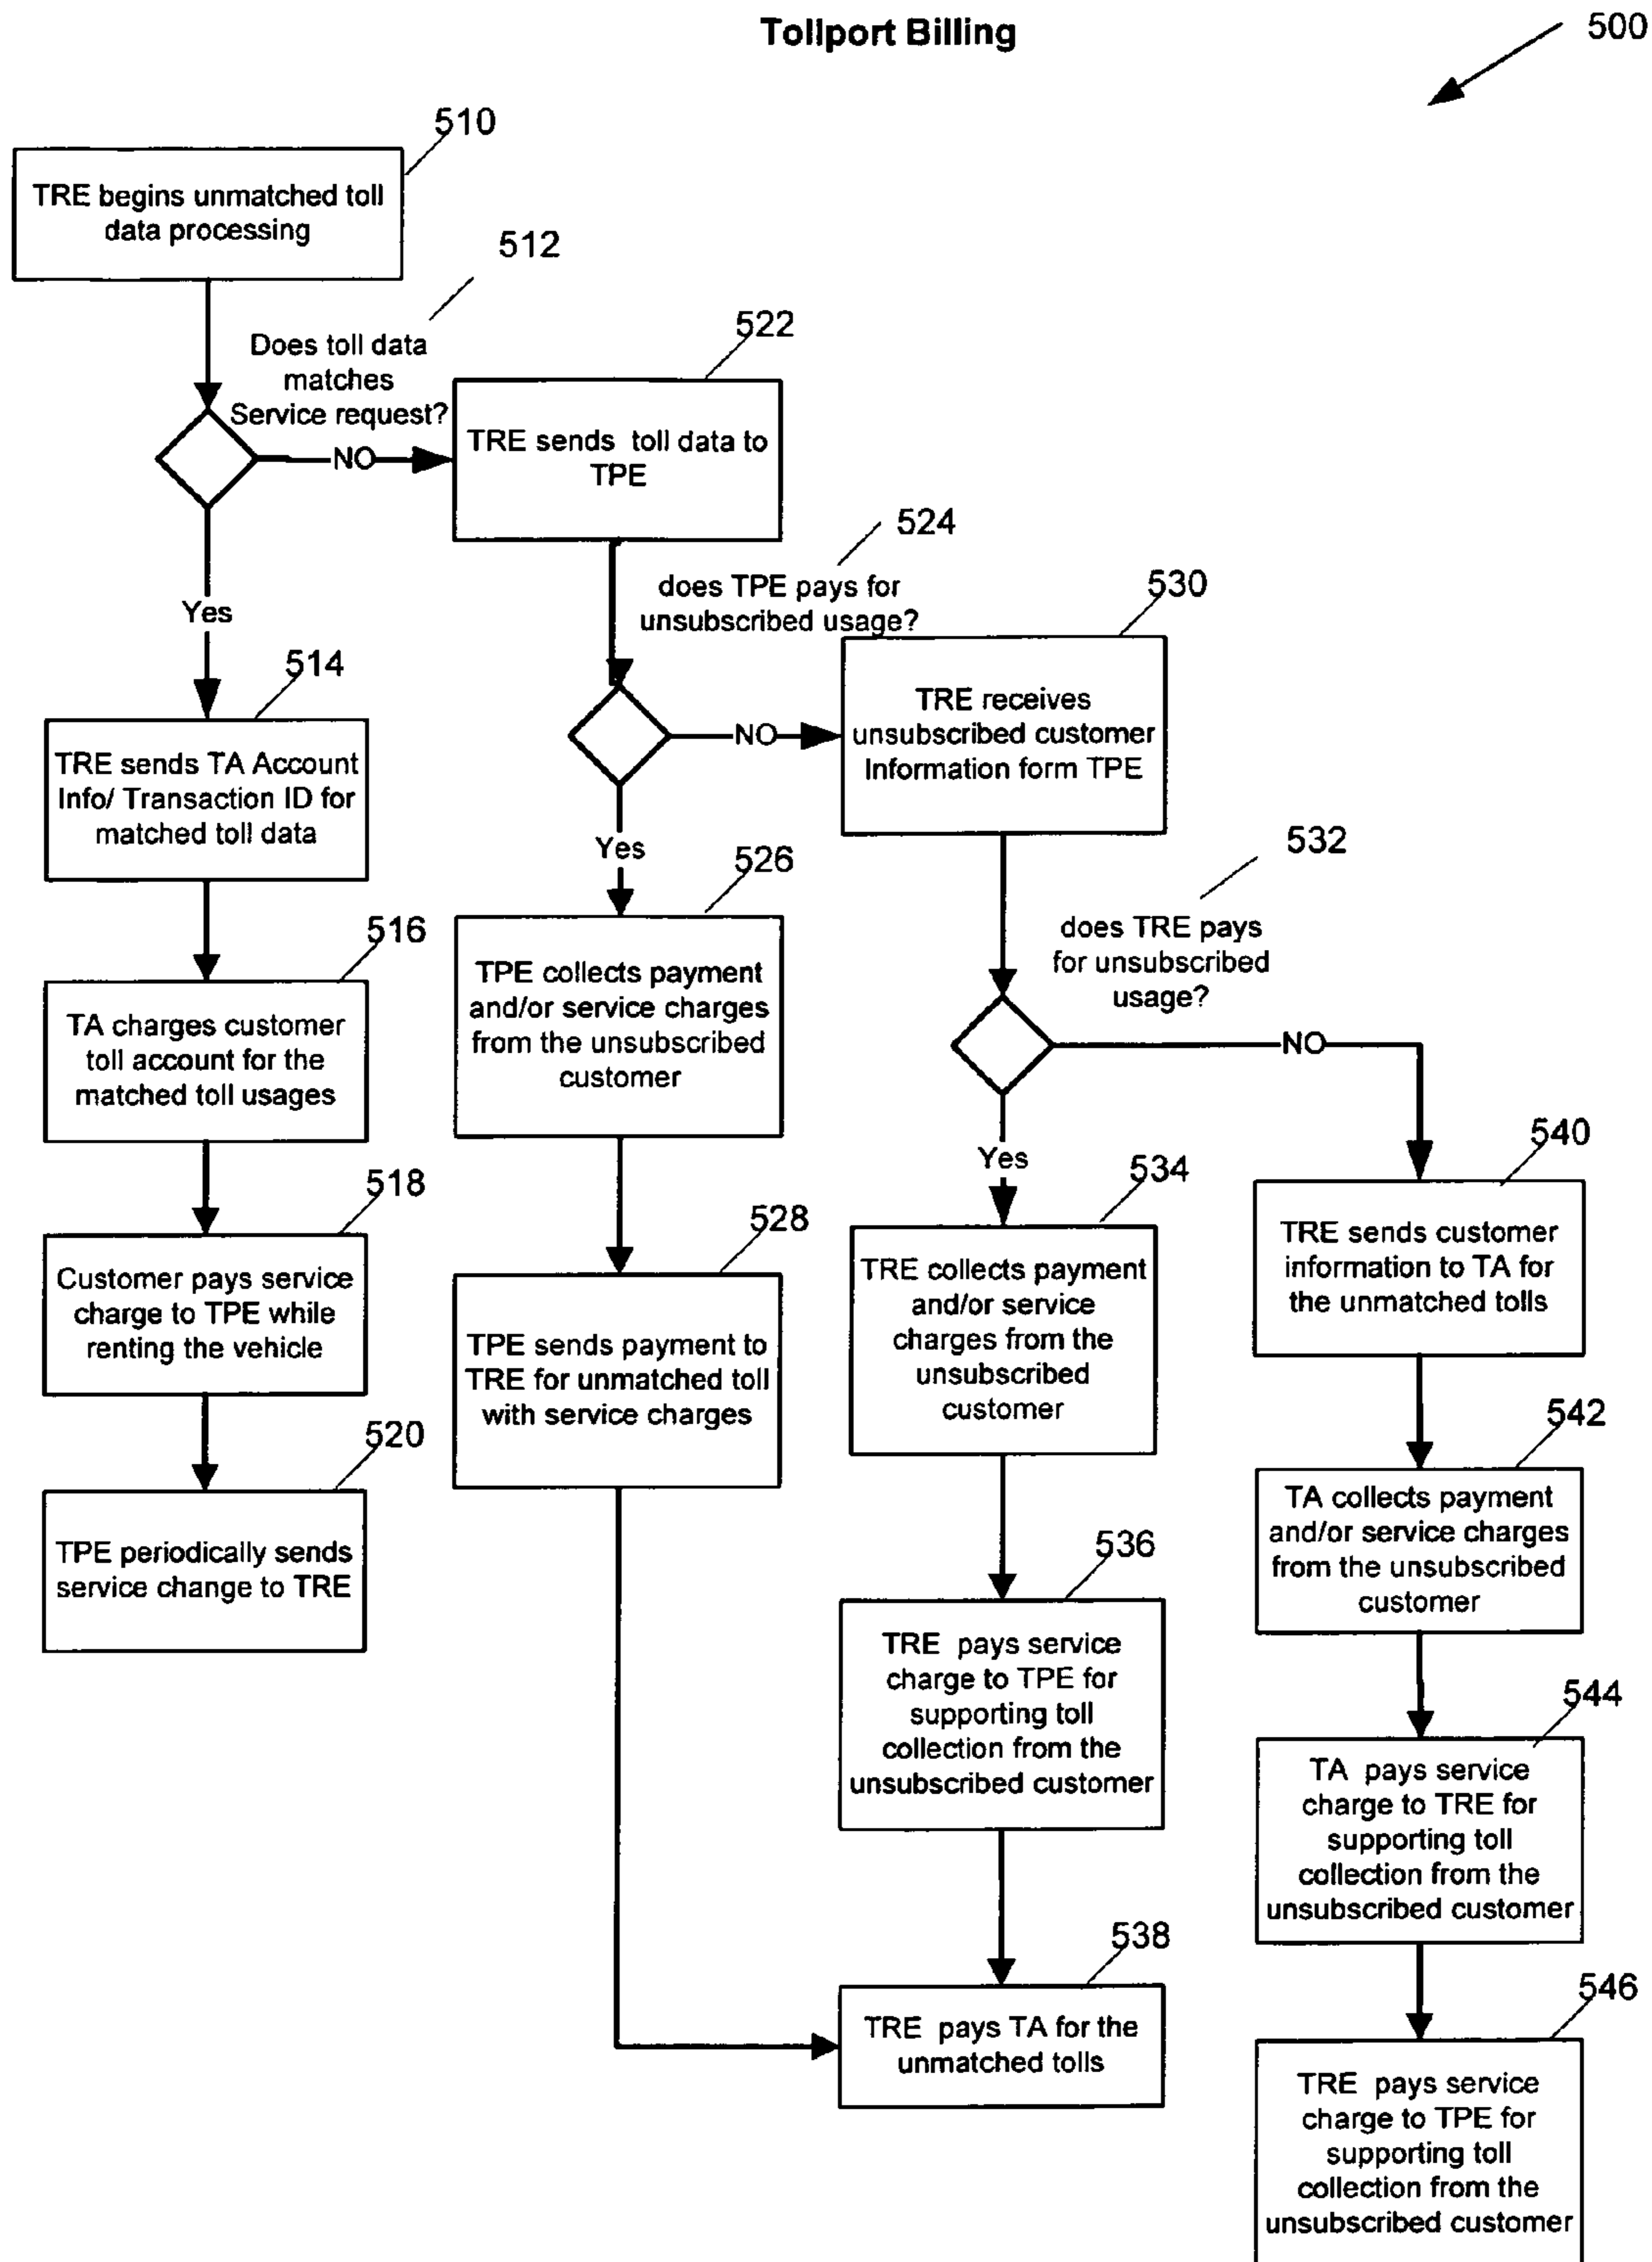 Tollport Billing
500
510
TRE begins unmatched toll
data processing
512
Does toll data
matches
Service request?
NO
Yes
522
TRE sends toll data to
TPE
524
does TPE pays for
unsubscribed usage?
NO
Yes
514
TRE sends TA Account
Info/ Transaction ID for
matched toll data
516
TA charges customer
toll account for the
matched toll usages
518
Customer pays service
charge to TPE while
renting the vehicle
520
TPE periodically sends
service change to TRE
526
TPE collects payment
and/or service charges
from the unsubscribed
customer
528
TPE sends payment to
TRE for unmatched toll
with service charges
530
TRE receives
unsubscribed customer
Information form TPE
532
does TRE pays
for unsubscribed
usage?
NO
Yes
534
TRE collects payment
and/or service
charges from the
unsubscribed
customer
536
TRE pays service
charge to TPE for
supporting toll
collection from the
unsubscribed customer
538
TRE pays TA for the
unmatched tolls
540
TRE sends customer
information to TA for
the unmatched tolls
542
TA collects payment
and/or service charges
from the unsubscribed
customer
544
TA pays service
charge to TRE for
supporting toll
collection from the
unsubscribed customer
546
TRE pays service
charge to TPE for
supporting toll
collection from the
unsubscribed customer